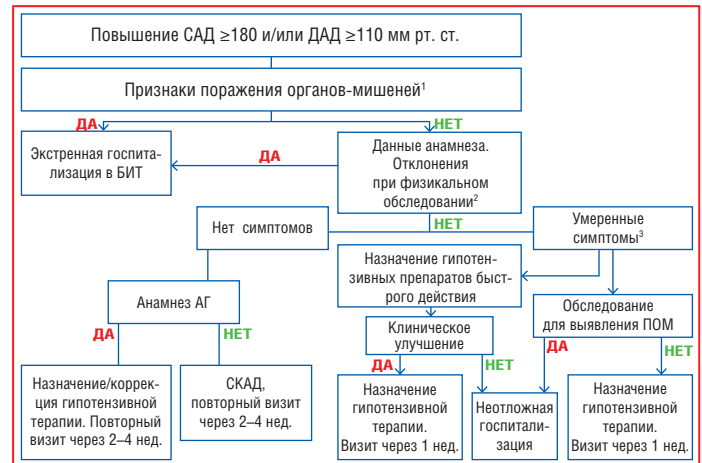 Повышение САД ≥180 и/или ДАД ≥110 мм рт. ст.
Признаки поражения органов-мишеней¹
ДА
НЕТ
Экстренная госпита-
лизация в БИТ
ДА
Данные анамнеза.
Отклонения
при физикальном
обследовании²
НЕТ
Нет симптомов
Умеренные
симптомы³
Назначение гипотен-
зивных препаратов быст-
рого действия
Анамнез АГ
Обследование
для выявления ПОМ
ДА
НЕТ
Клиническое
улучшение
ДА
НЕТ
ДА
НЕТ
Назначение/коррек-
ция гипотензивной
терапии. Повторный
визит через 2–4 нед.
СКАД,
повторный визит
через 2–4 нед.
Назначение
гипотензивной
терапии.
Визит через 1 нед.
Неотложная
госпитали-
зация
Назначение
гипотензивной
терапии.
Визит через 1 нед.